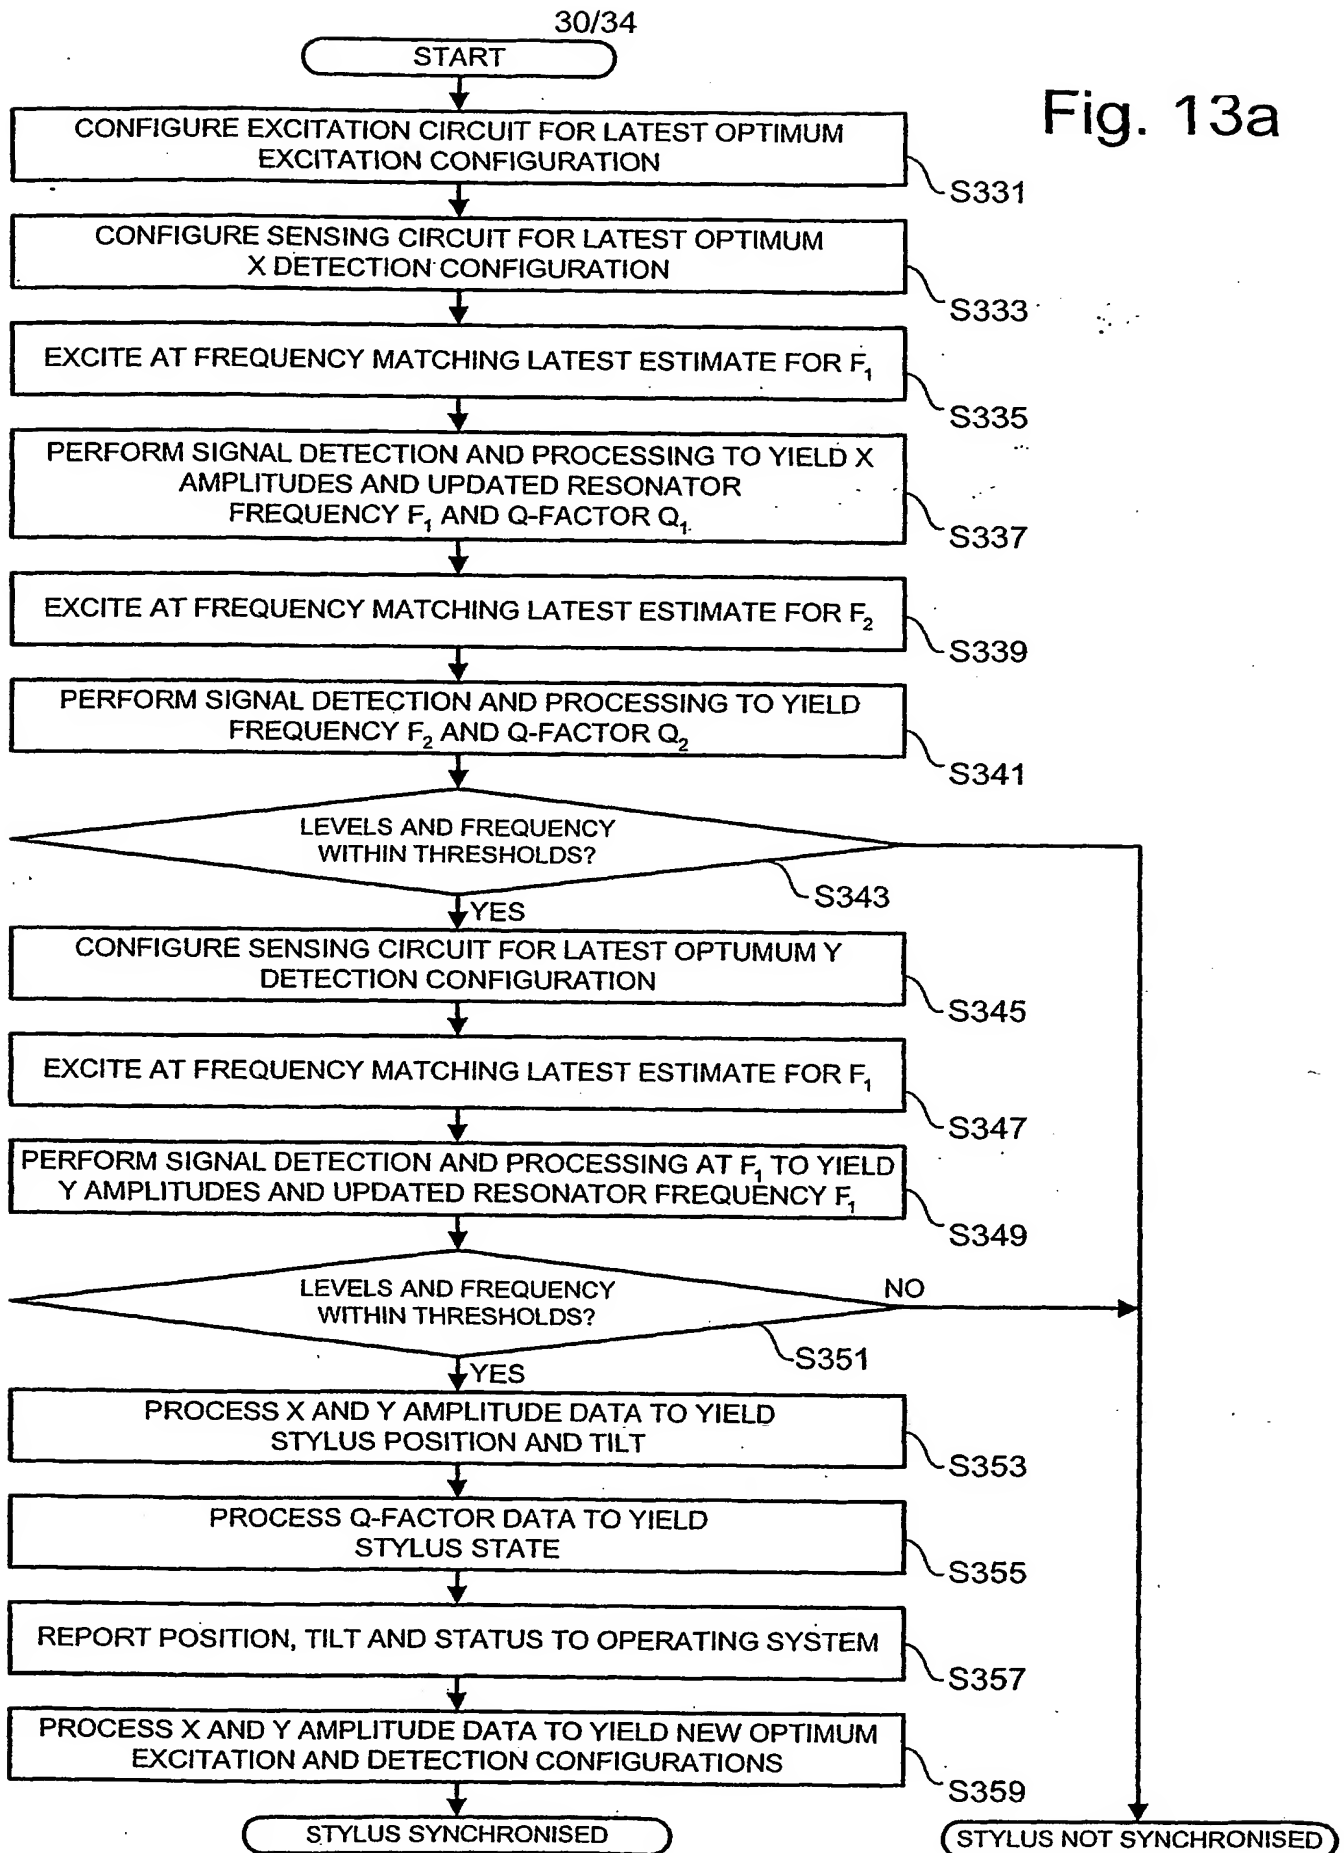 30/34
START
Fig. 13a
CONFIGURE EXCITATION CIRCUIT FOR LATEST OPTIMUM
EXCITATION CONFIGURATION
S331
CONFIGURE SENSING CIRCUIT FOR LATEST OPTIMUM
X DETECTION CONFIGURATION
S333
EXCITE AT FREQUENCY MATCHING LATEST ESTIMATE FOR F₁
S335
PERFORM SIGNAL DETECTION AND PROCESSING TO YIELD X
AMPLITUDES AND UPDATED RESONATOR
FREQUENCY F₁ AND Q-FACTOR Q₁
S337
EXCITE AT FREQUENCY MATCHING LATEST ESTIMATE FOR F₂
S339
PERFORM SIGNAL DETECTION AND PROCESSING TO YIELD
FREQUENCY F₂ AND Q-FACTOR Q₂
S341
LEVELS AND FREQUENCY
WITHIN THRESHOLDS?
S343
YES
CONFIGURE SENSING CIRCUIT FOR LATEST OPTUMUM Y
DETECTION CONFIGURATION
S345
EXCITE AT FREQUENCY MATCHING LATEST ESTIMATE FOR F₁
S347
PERFORM SIGNAL DETECTION AND PROCESSING AT F₁ TO YIELD
Y AMPLITUDES AND UPDATED RESONATOR FREQUENCY F₁
S349
LEVELS AND FREQUENCY
WITHIN THRESHOLDS?
NO
S351
YES
PROCESS X AND Y AMPLITUDE DATA TO YIELD
STYLUS POSITION AND TILT
S353
PROCESS Q-FACTOR DATA TO YIELD
STYLUS STATE
S355
REPORT POSITION, TILT AND STATUS TO OPERATING SYSTEM
S357
PROCESS X AND Y AMPLITUDE DATA TO YIELD NEW OPTIMUM
EXCITATION AND DETECTION CONFIGURATIONS
S359
STYLUS SYNCHRONISED
STYLUS NOT SYNCHRONISED